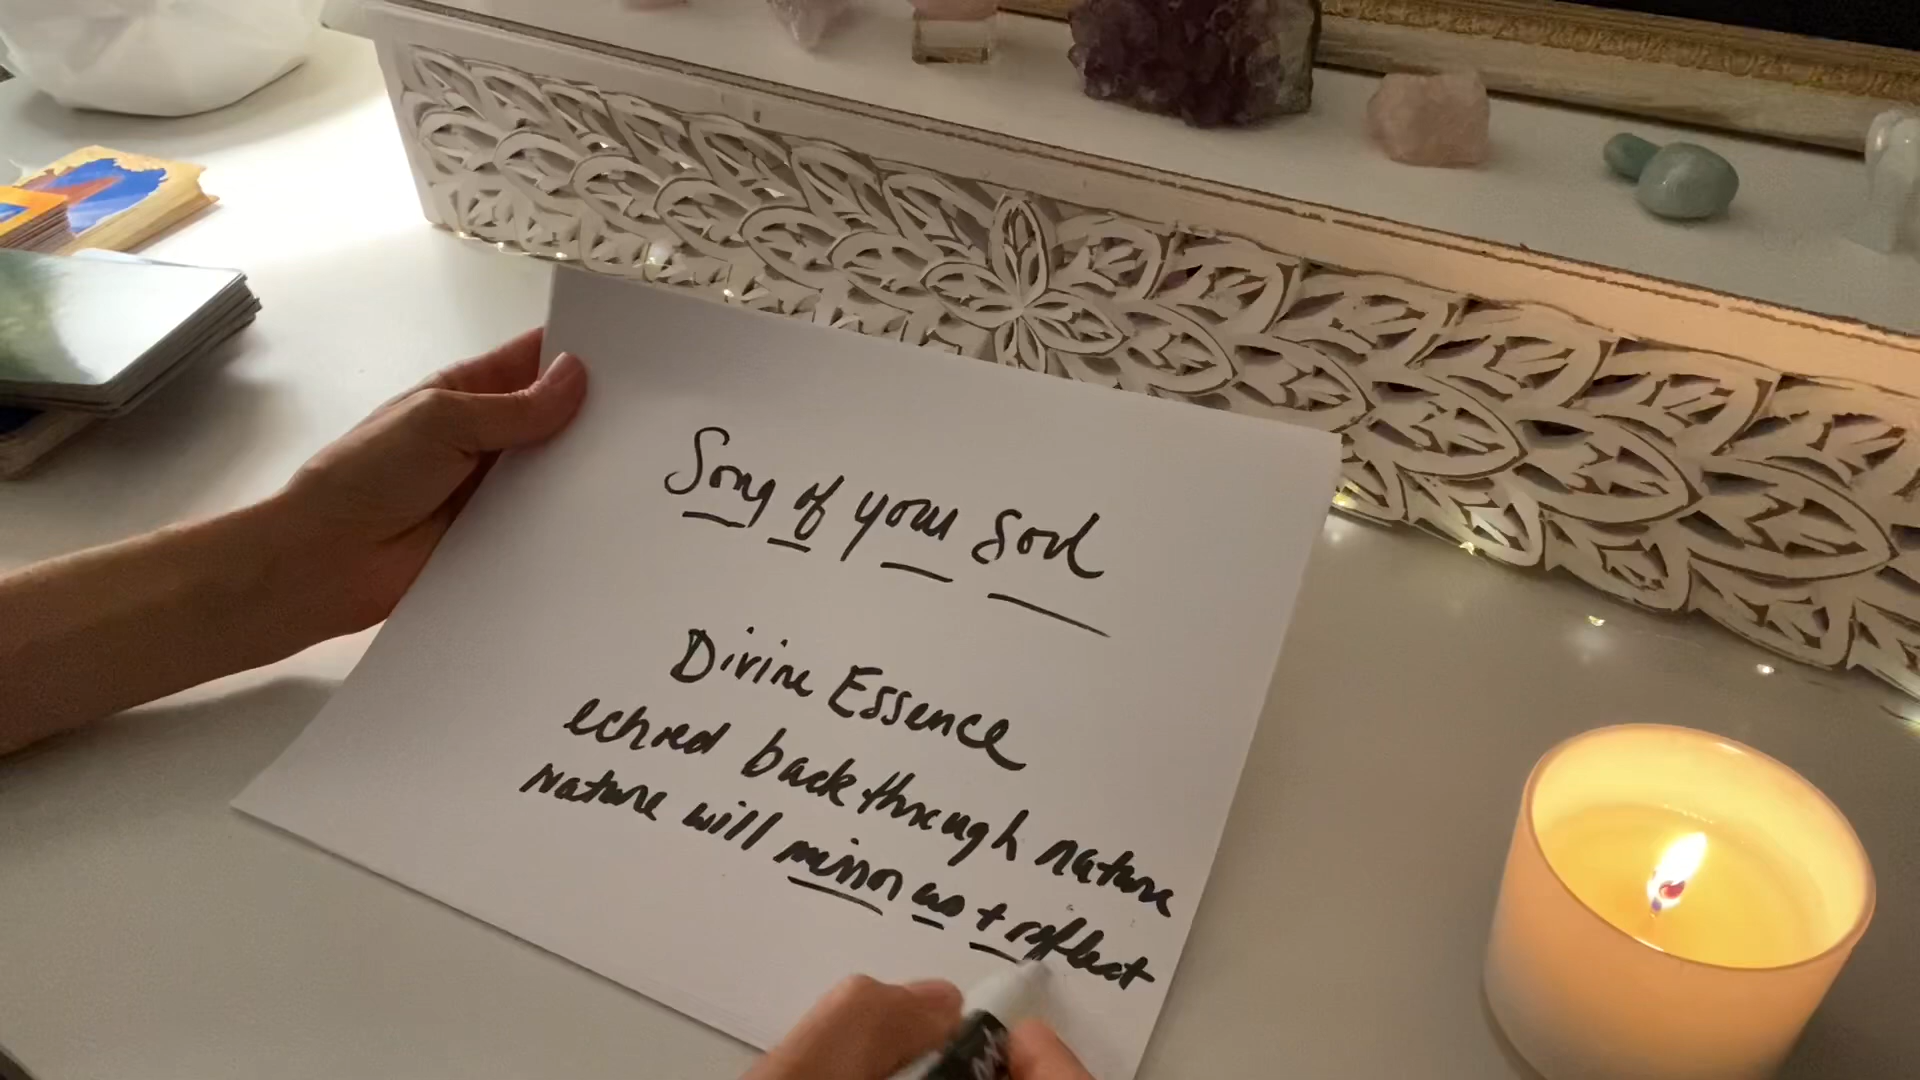 Song of your Soul
Divine Essence
echoed back through nature
nature will mirror us + reflect